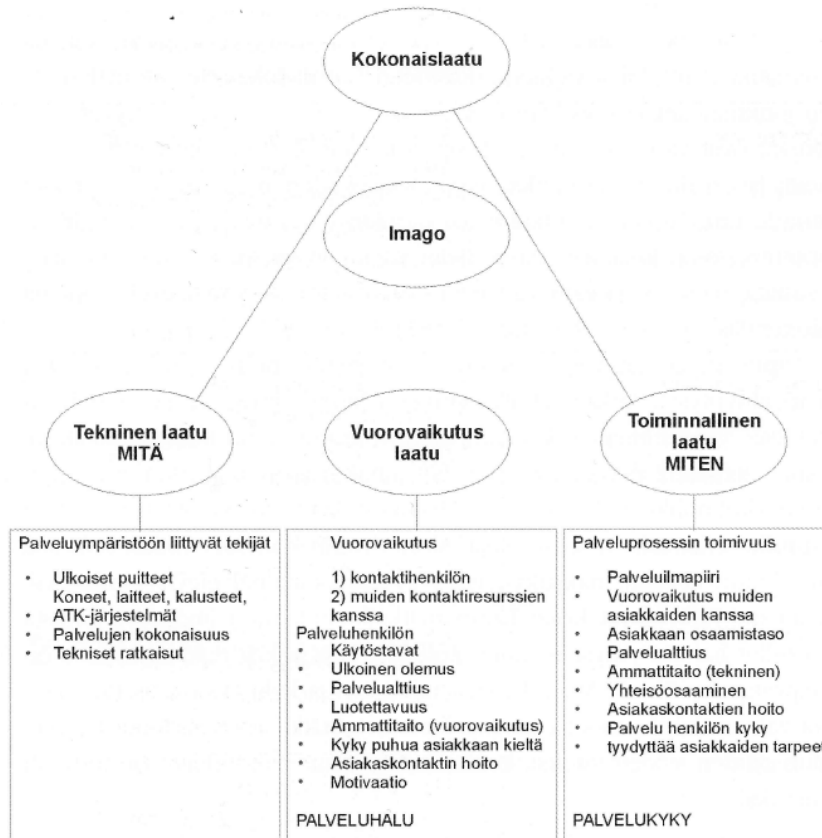 Kokonaislaatu
Imago
Tekninen laatu
MITÄ
Vuorovaikutus
laatu
Toiminnallinen
laatu
MITEN
Palveluympäristöön liittyvät tekijät
• Ulkoiset puitteet
Koneet, laitteet, kalusteet,
• ATK-järjestelmät
• Palvelujen kokonaisuus
• Tekniset ratkaisut
Vuorovaikutus
1) kontaktihenkilön
2) muiden kontaktiresurssien
kanssa
Palveluhenkilön
• Käytöstavat
• Ulkoinen olemus
• Palvelualttius
• Luotettavuus
• Ammattitaito (vuorovaikutus)
• Kyky puhua asiakkaan kieltä
• Asiakaskontaktin hoito
• Motivaatio
PALVELUHALU
Palveluprosessin toimivuus
• Palveluilmapiiri
• Vuorovaikutus muiden
asiakkaiden kanssa
• Asiakkaan osaamistaso
• Palvelualttius
• Ammattitaito (tekninen)
• Yhteisöosaaminen
• Asiakaskontaktien hoito
• Palvelu henkilön kyky
• tyydyttää asiakkaiden tarpeet
PALVELUKYKY